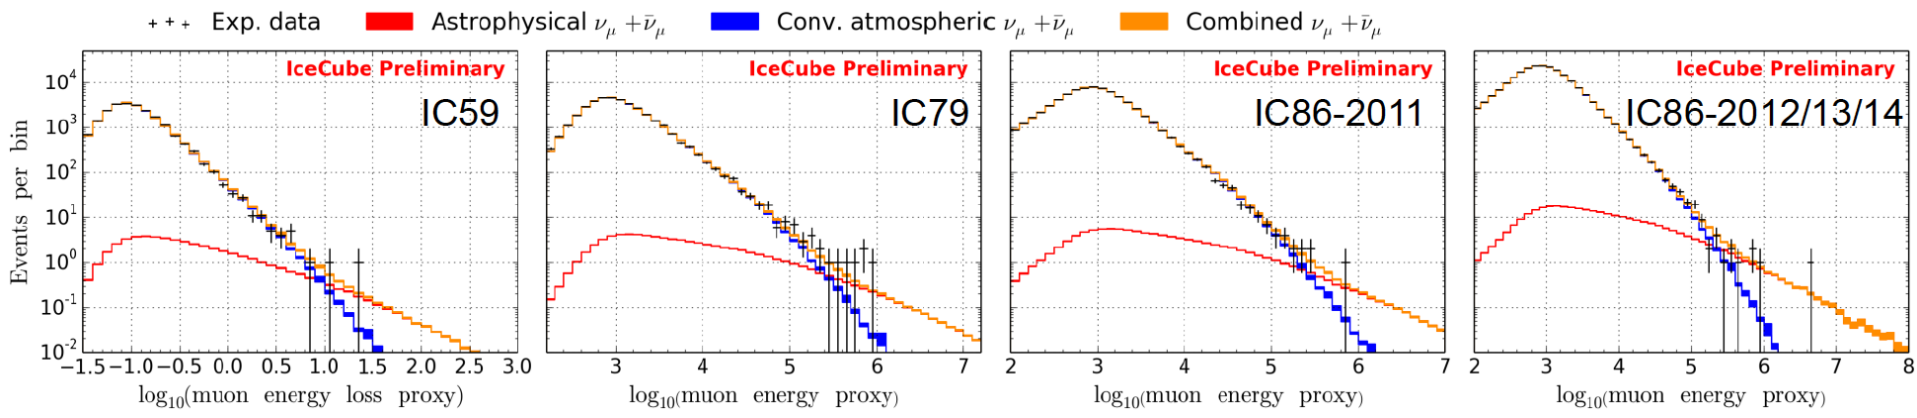 Exp. data Astrophysical ν_μ + ν̄_μ Conv. atmospheric ν_μ + ν̄_μ Combined ν_μ + ν̄_μ
IceCube Preliminary IceCube Preliminary IceCube Preliminary IceCube Preliminary
IC59 IC79 IC86-2011 IC86-2012/13/14
Events per bin
10^4
10^3
10^2
10^1
10^0
10^-1
10^-2
−1.5 −1.0 −0.5 0.0 0.5 1.0 1.5 2.0 2.5 3.0 3 4 5 6 7 2 3 4 5 6 7 2 3 4 5 6 7 8
log10(muon energy loss proxy) log10(muon energy proxy) log10(muon energy proxy) log10(muon energy proxy)